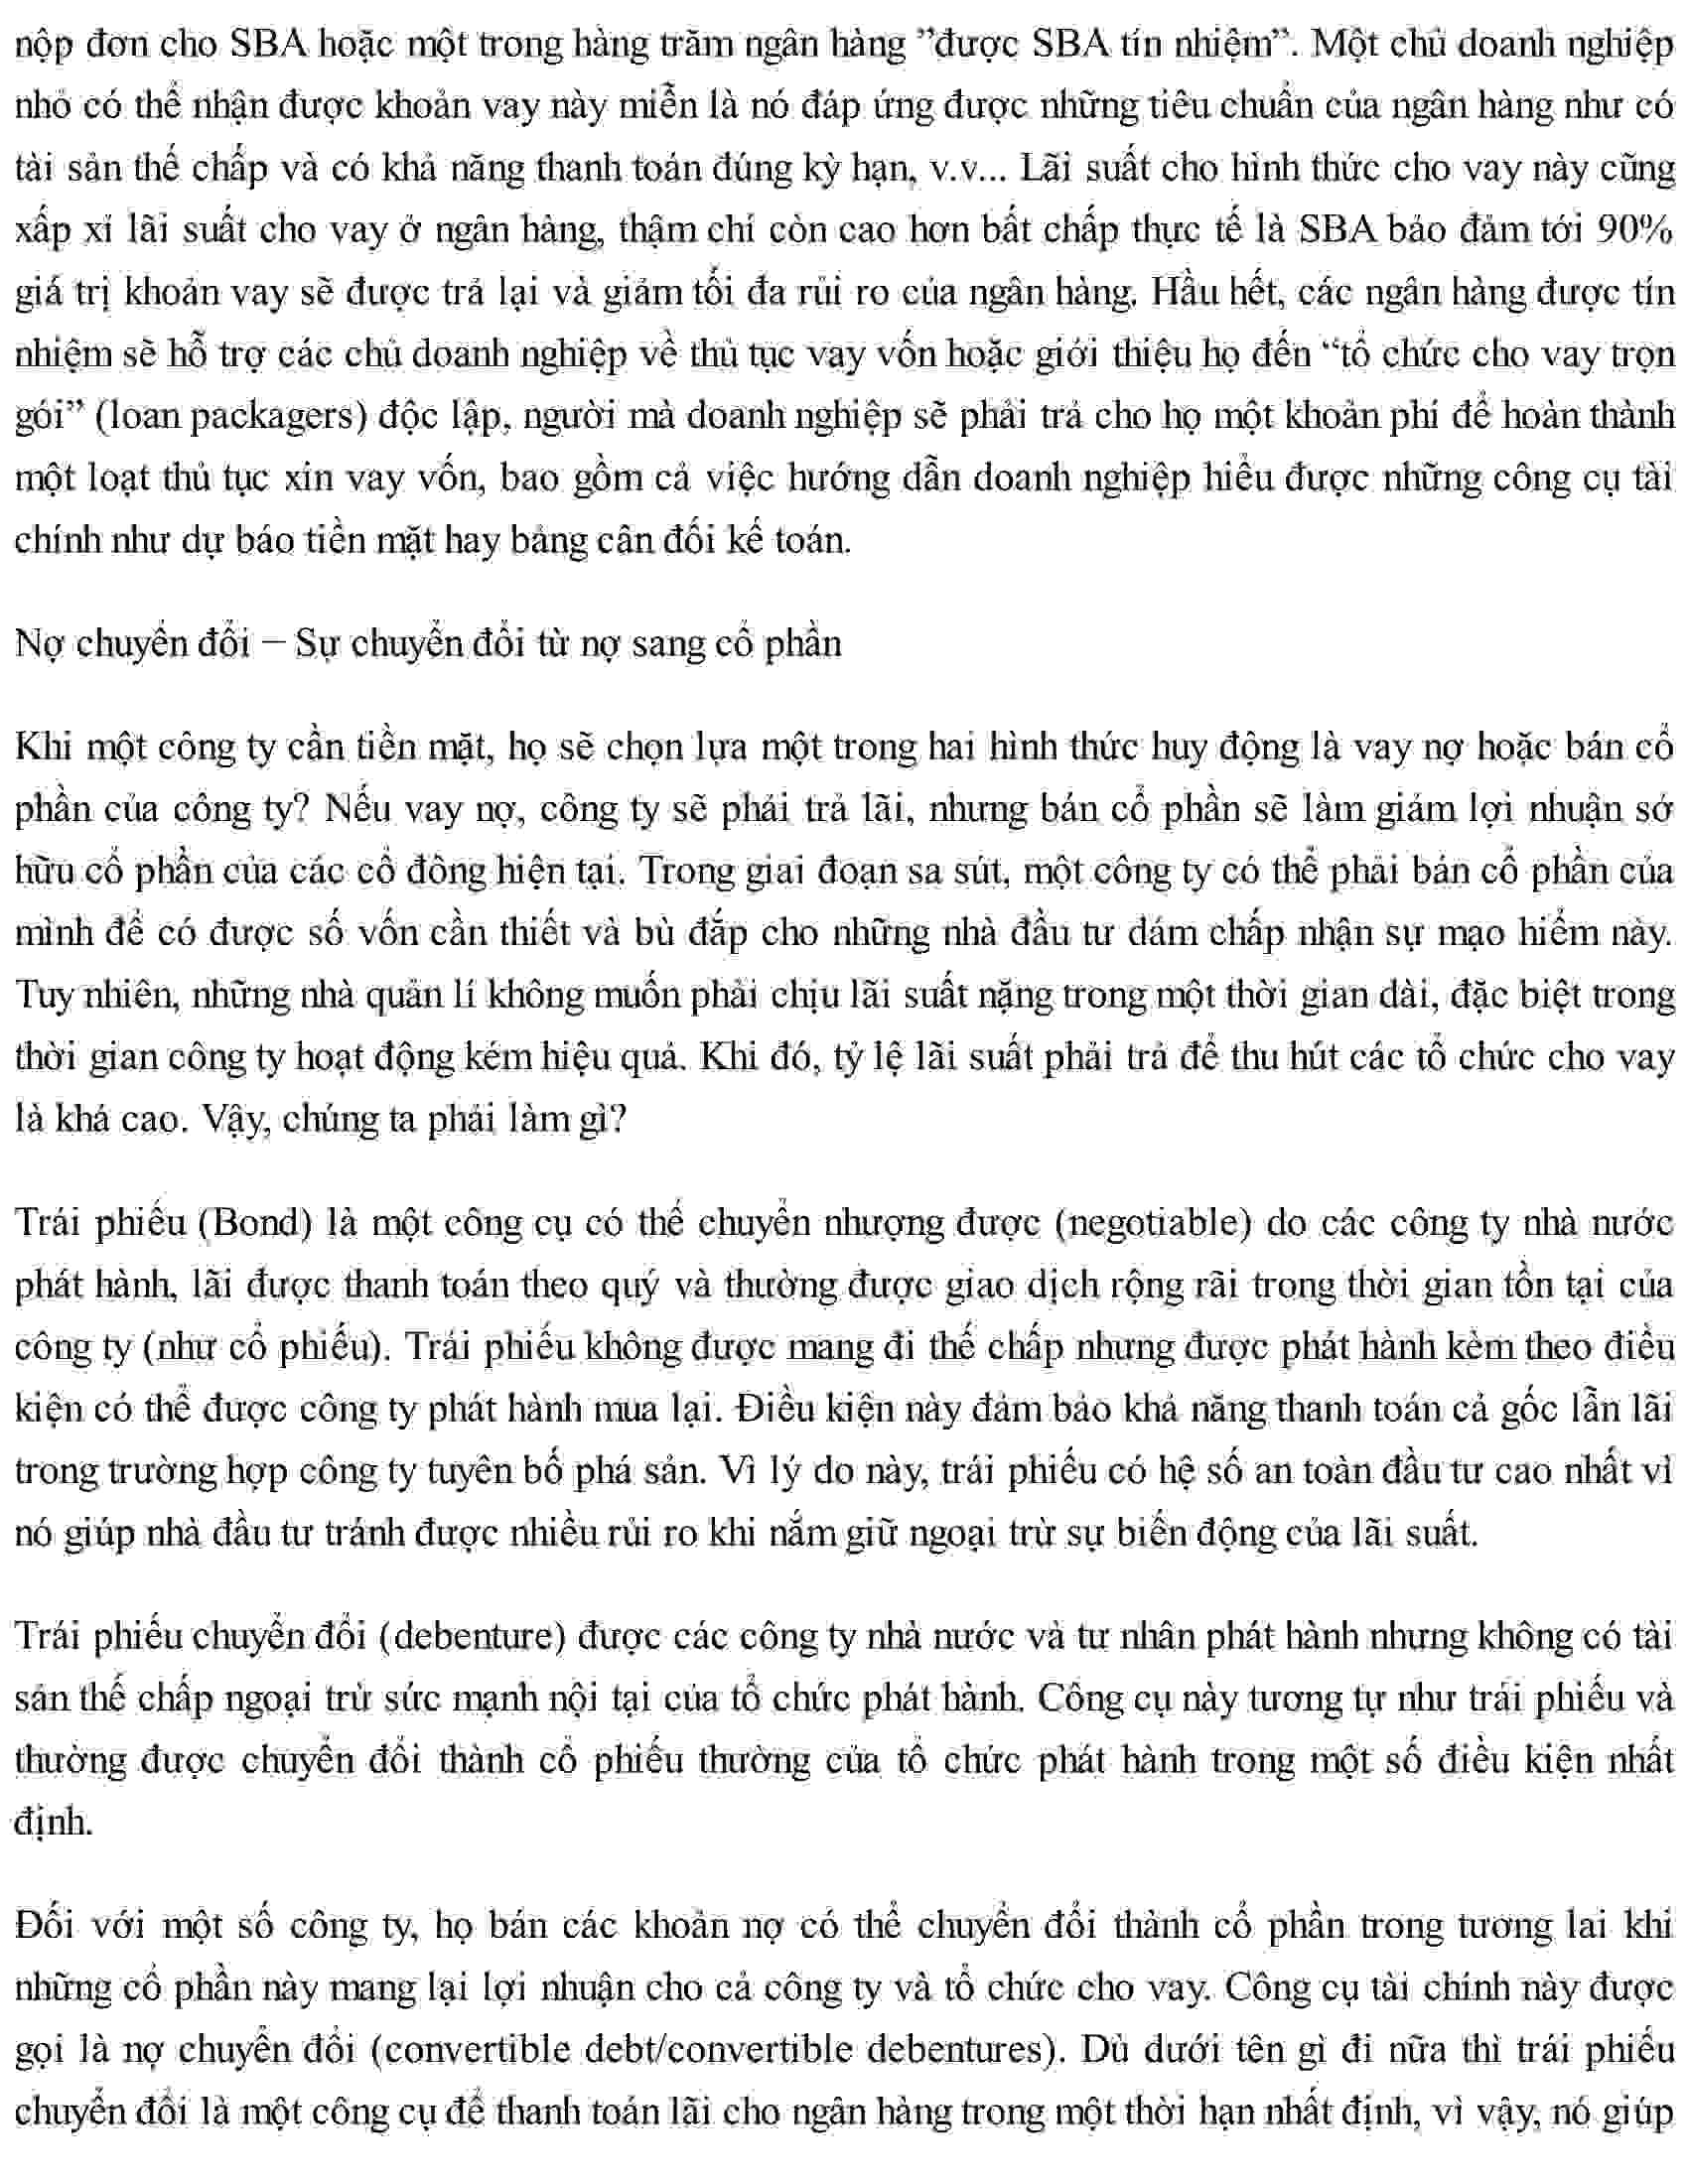 nộp đơn cho SBA hoặc một trong hàng trăm ngân hàng ”được SBA tín nhiệm”. Một chủ doanh nghiệp
nhỏ có thể nhận được khoản vay này miễn là nó đáp ứng được những tiêu chuẩn của ngân hàng như có
tài sản thế chấp và có khả năng thanh toán đúng kỳ hạn, v.v... Lãi suất cho hình thức cho vay này cũng
xấp xỉ lãi suất cho vay ở ngân hàng, thậm chí còn cao hơn bất chấp thực tế là SBA bảo đảm tới 90%
giá trị khoản vay sẽ được trả lại và giảm tối đa rủi ro của ngân hàng. Hầu hết, các ngân hàng được tín
nhiệm sẽ hỗ trợ các chủ doanh nghiệp về thủ tục vay vốn hoặc giới thiệu họ đến “tổ chức cho vay trọn
gói” (loan packagers) độc lập, người mà doanh nghiệp sẽ phải trả cho họ một khoản phí để hoàn thành
một loạt thủ tục xin vay vốn, bao gồm cả việc hướng dẫn doanh nghiệp hiểu được những công cụ tài
chính như dự báo tiền mặt hay bảng cân đối kế toán.
Nợ chuyển đổi – Sự chuyển đổi từ nợ sang cổ phần
Khi một công ty cần tiền mặt, họ sẽ chọn lựa một trong hai hình thức huy động là vay nợ hoặc bán cổ
phần của công ty? Nếu vay nợ, công ty sẽ phải trả lãi, nhưng bán cổ phần sẽ làm giảm lợi nhuận sở
hữu cổ phần của các cổ đông hiện tại. Trong giai đoạn sa sút, một công ty có thể phải bán cổ phần của
mình để có được số vốn cần thiết và bù đắp cho những nhà đầu tư dám chấp nhận sự mạo hiểm này.
Tuy nhiên, những nhà quản lí không muốn phải chịu lãi suất nặng trong một thời gian dài, đặc biệt trong
thời gian công ty hoạt động kém hiệu quả. Khi đó, tỷ lệ lãi suất phải trả để thu hút các tổ chức cho vay
là khá cao. Vậy, chúng ta phải làm gì?
Trái phiếu (Bond) là một công cụ có thể chuyển nhượng được (negotiable) do các công ty nhà nước
phát hành, lãi được thanh toán theo quý và thường được giao dịch rộng rãi trong thời gian tồn tại của
công ty (như cổ phiếu). Trái phiếu không được mang đi thế chấp nhưng được phát hành kèm theo điều
kiện có thể được công ty phát hành mua lại. Điều kiện này đảm bảo khả năng thanh toán cả gốc lẫn lãi
trong trường hợp công ty tuyên bố phá sản. Vì lý do này, trái phiếu có hệ số an toàn đầu tư cao nhất vì
nó giúp nhà đầu tư tránh được nhiều rủi ro khi nắm giữ ngoại trừ sự biến động của lãi suất.
Trái phiếu chuyển đổi (debenture) được các công ty nhà nước và tư nhân phát hành nhưng không có tài
sản thế chấp ngoại trừ sức mạnh nội tại của tổ chức phát hành. Công cụ này tương tự như trái phiếu và
thường được chuyển đổi thành cổ phiếu thường của tổ chức phát hành trong một số điều kiện nhất
định.
Đối với một số công ty, họ bán các khoản nợ có thể chuyển đổi thành cổ phần trong tương lai khi
những cổ phần này mang lại lợi nhuận cho cả công ty và tổ chức cho vay. Công cụ tài chính này được
gọi là nợ chuyển đổi (convertible debt/convertible debentures). Dù dưới tên gì đi nữa thì trái phiếu
chuyển đổi là một công cụ để thanh toán lãi cho ngân hàng trong một thời hạn nhất định, vì vậy, nó giúp